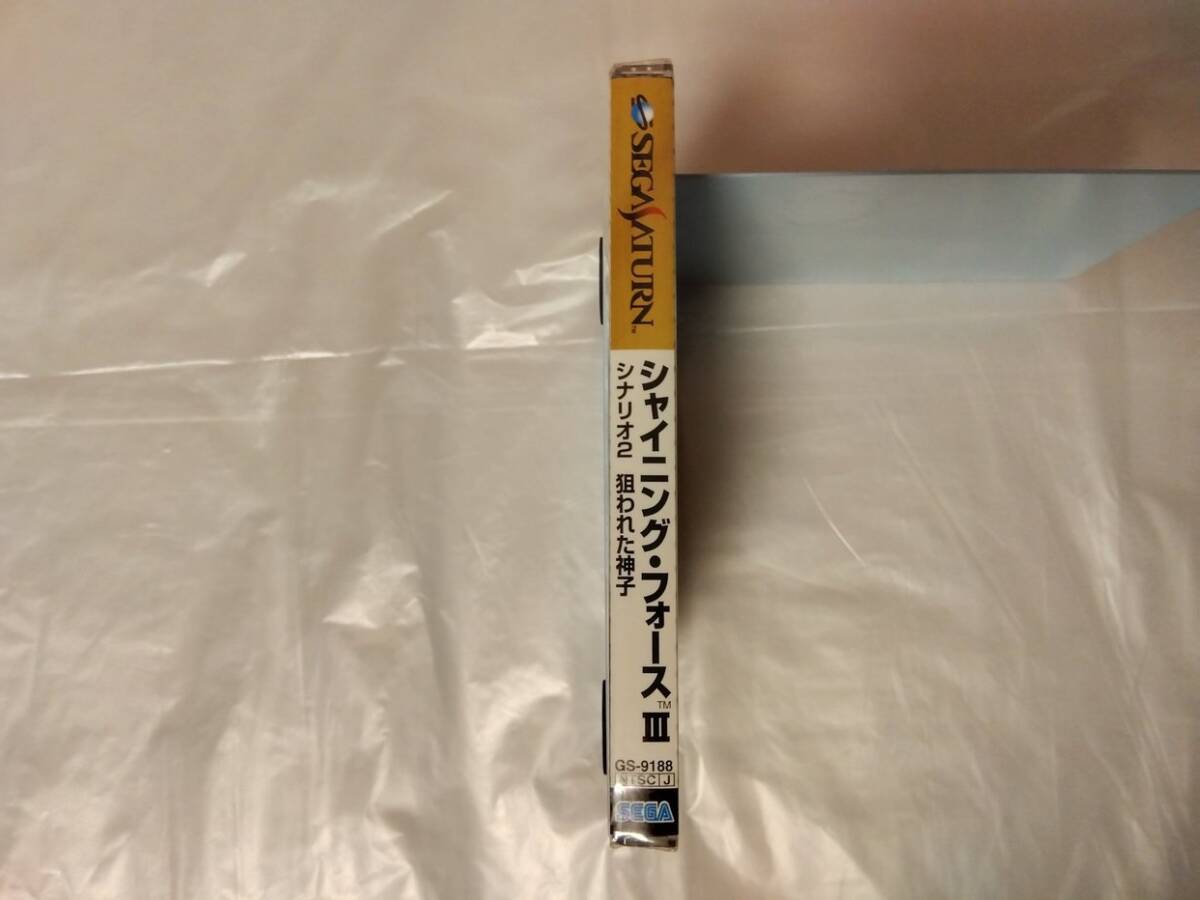 SEGA SATURN™
シャイニング・フォース™ III
シナリオ2 狙われた神子
GS-9188
NTSC J
SEGA